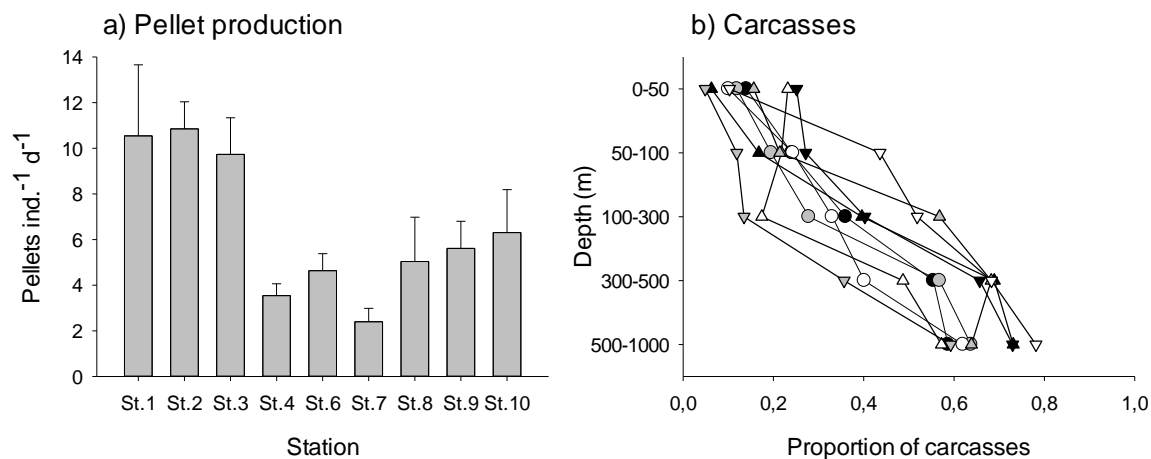 a) Pellet production
Pellets ind.⁻¹ d⁻¹
14
12
10
8
6
4
2
0
St.1 St.2 St.3 St.4 St.6 St.7 St.8 St.9 St.10
Station
b) Carcasses
Depth (m)
0-50
50-100
100-300
300-500
500-1000
0,0 0,2 0,4 0,6 0,8 1,0
Proportion of carcasses